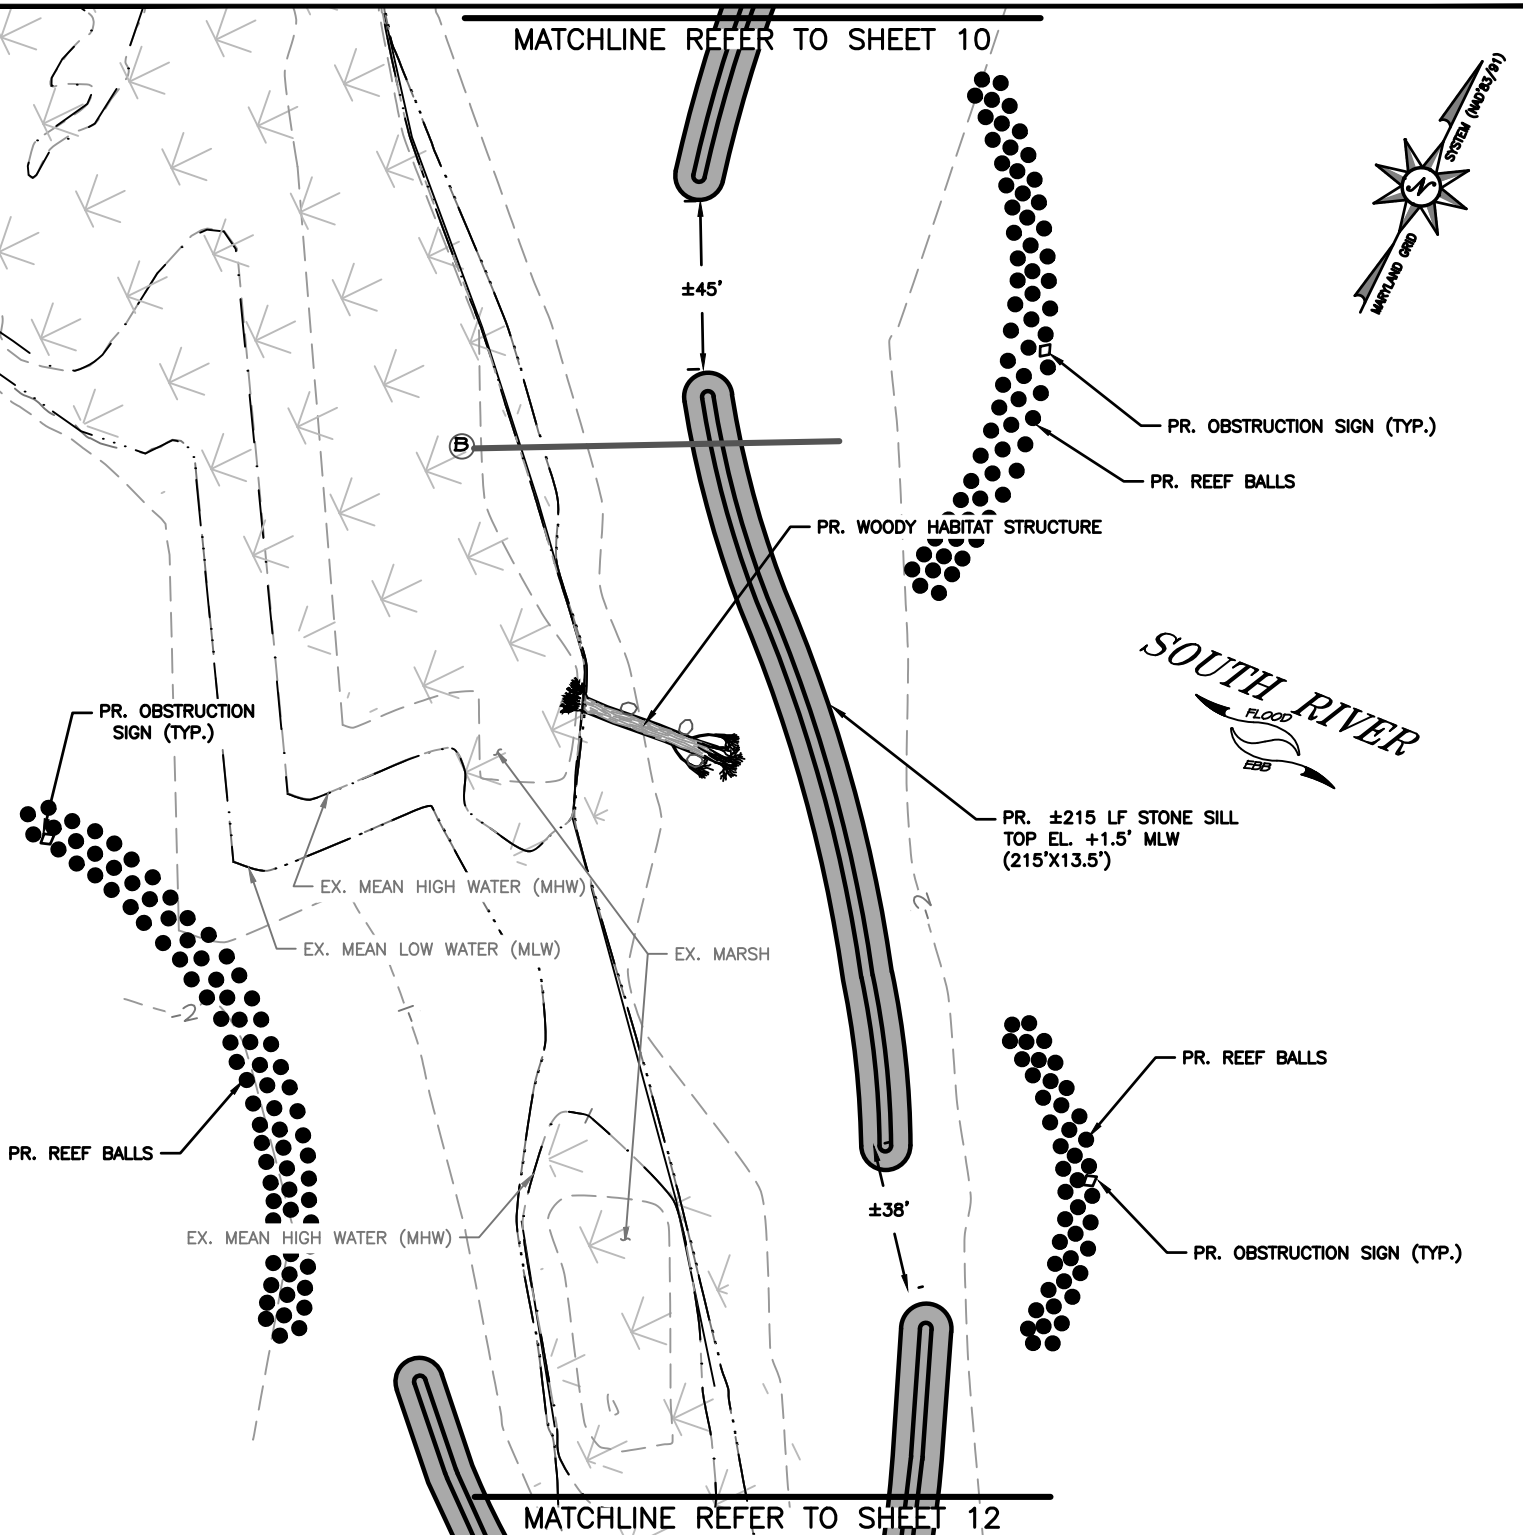 MATCHLINE REFER TO SHEET 10
SYSTEM (NAD'83/91)
N
MARYLAND GRID
±45'
PR. OBSTRUCTION SIGN (TYP.)
B
PR. REEF BALLS
PR. WOODY HABITAT STRUCTURE
SOUTH RIVER
FLOOD
EBB
PR. OBSTRUCTION
SIGN (TYP.)
PR. ±215 LF STONE SILL
TOP EL. +1.5' MLW
(215'X13.5')
EX. MEAN HIGH WATER (MHW)
-2
EX. MEAN LOW WATER (MLW)
EX. MARSH
-2
-1
PR. REEF BALLS
PR. REEF BALLS
±38'
EX. MEAN HIGH WATER (MHW)
PR. OBSTRUCTION SIGN (TYP.)
MATCHLINE REFER TO SHEET 12